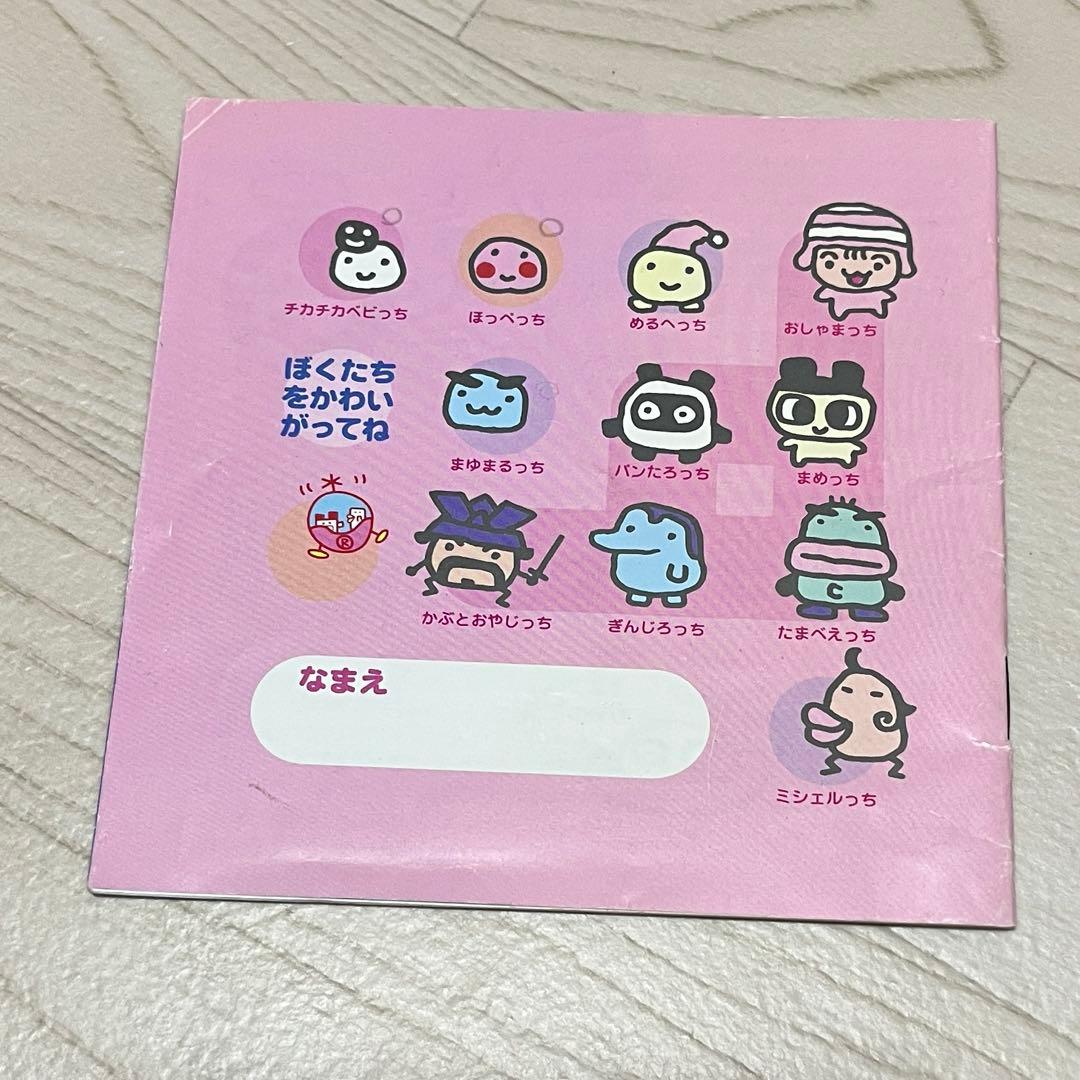 チカチカベビっち
ほっぺっち
めるへっち
おしゃまっち
ぼくたち
をかわい
がってね
まゆまるっち
パンたろっち
まめっち
®
かぶとおやじっち
ぎんじろっち
C
たまべえっち
なまえ
ミシェルっち